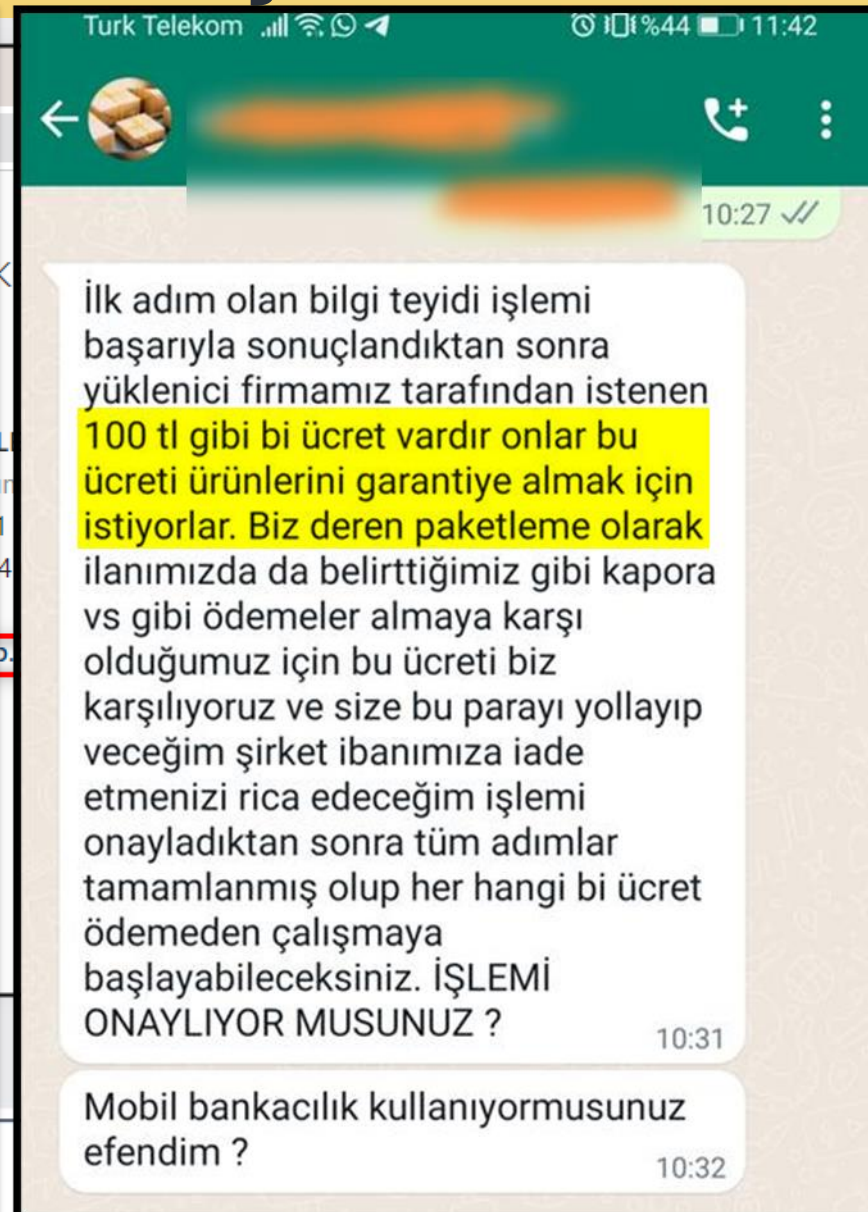 Turk Telekom %44 11:42
10:27
İlk adım olan bilgi teyidi işlemi
başarıyla sonuçlandıktan sonra
yüklenici firmamız tarafından istenen
100 tl gibi bi ücret vardır onlar bu
ücreti ürünlerini garantiye almak için
istiyorlar. Biz deren paketleme olarak
ilanımızda da belirttiğimiz gibi kapora
vs gibi ödemeler almaya karşı
olduğumuz için bu ücreti biz
karşılıyoruz ve size bu parayı yollayıp
veceğim şirket ibanımıza iade
etmenizi rica edeceğim işlemi
onayladıktan sonra tüm adımlar
tamamlanmış olup her hangi bi ücret
ödemeden çalışmaya
başlayabileceksiniz. İŞLEMİ
ONAYLIYOR MUSUNUZ ?
10:31
Mobil bankacılık kullanıyormusunuz
efendim ?
10:32